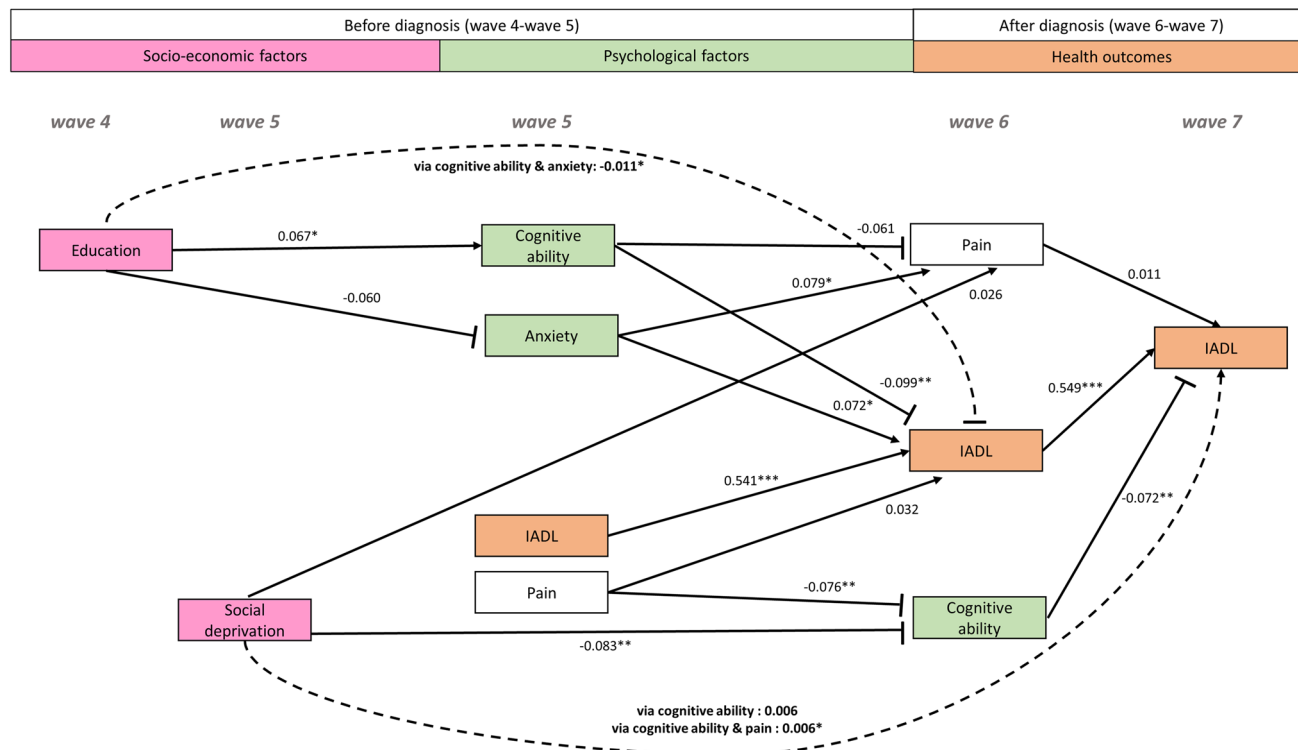 Before diagnosis (wave 4-wave 5)
After diagnosis (wave 6-wave 7)
Socio-economic factors
Psychological factors
Health outcomes
wave 4
wave 5
wave 5
wave 6
wave 7
via cognitive ability & anxiety: -0.011*
Education
0.067*
Cognitive
ability
-0.061
Pain
0.011
-0.060
0.079*
0.026
Anxiety
IADL
-0.099**
0.072*
0.549***
IADL
0.541***
0.032
IADL
-0.072**
Pain
-0.076**
Social
deprivation
Cognitive
ability
-0.083**
via cognitive ability : 0.006
via cognitive ability & pain : 0.006*